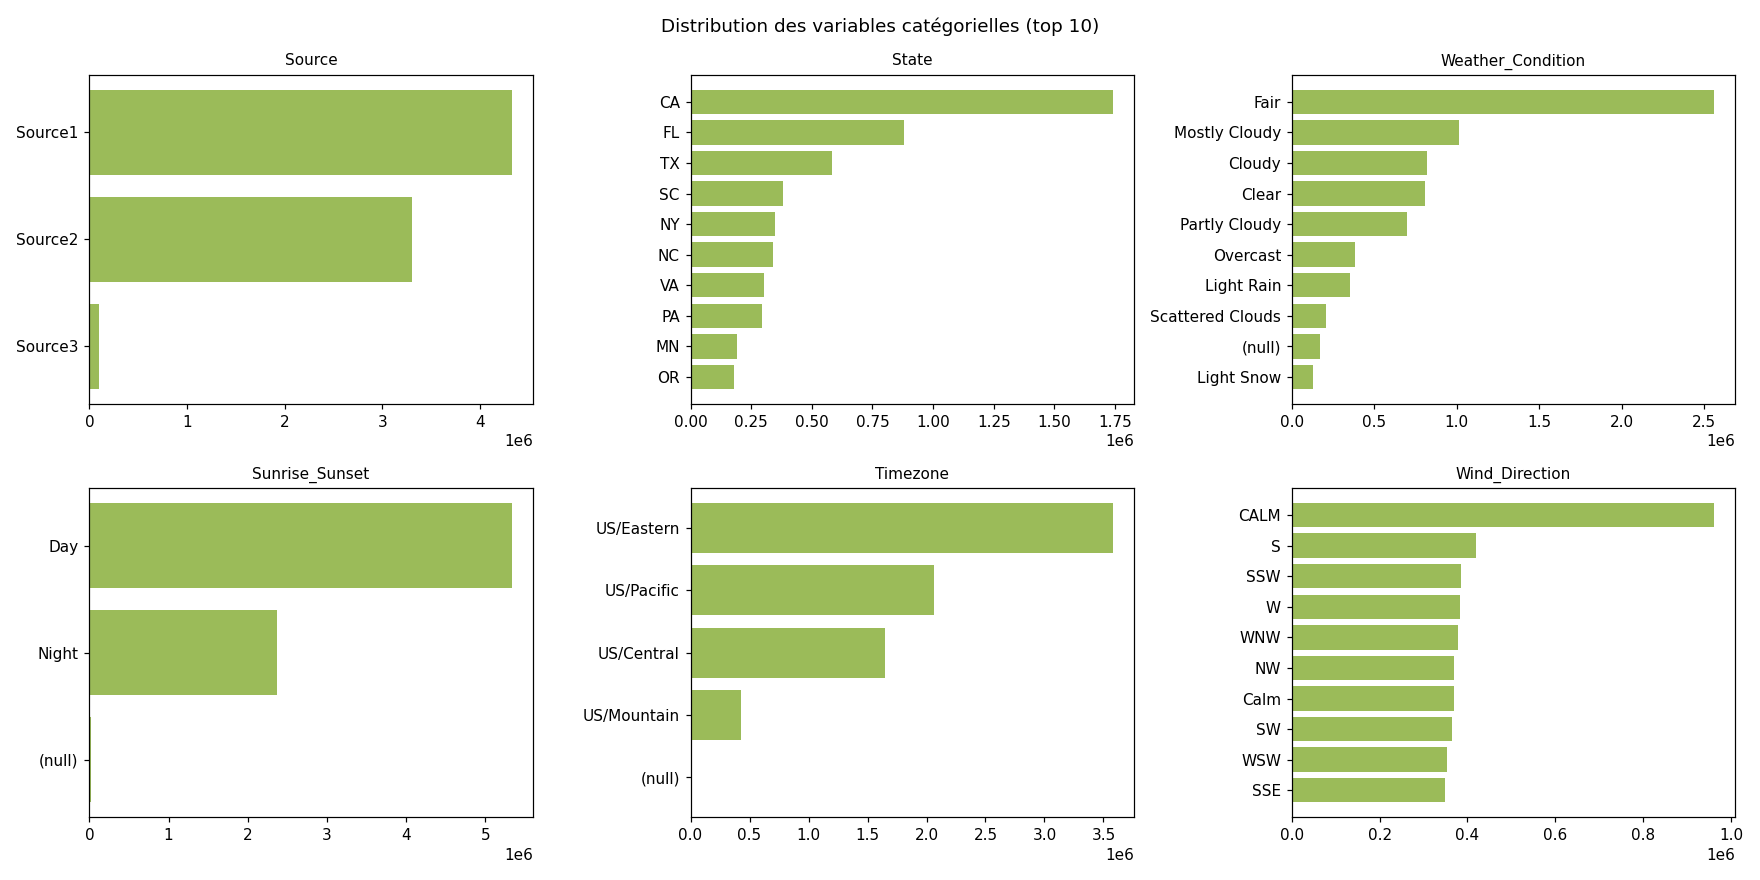 Distribution des variables catégorielles (top 10)
Source
Source1
Source2
Source3
0 1 2 3 4
1e6
State
CA
FL
TX
SC
NY
NC
VA
PA
MN
OR
0.00 0.25 0.50 0.75 1.00 1.25 1.50 1.75
1e6
Weather_Condition
Fair
Mostly Cloudy
Cloudy
Clear
Partly Cloudy
Overcast
Light Rain
Scattered Clouds
(null)
Light Snow
0.0 0.5 1.0 1.5 2.0 2.5
1e6
Sunrise_Sunset
Day
Night
(null)
0 1 2 3 4 5
1e6
Timezone
US/Eastern
US/Pacific
US/Central
US/Mountain
(null)
0.0 0.5 1.0 1.5 2.0 2.5 3.0 3.5
1e6
Wind_Direction
CALM
S
SSW
W
WNW
NW
Calm
SW
WSW
SSE
0.0 0.2 0.4 0.6 0.8 1.0
1e6